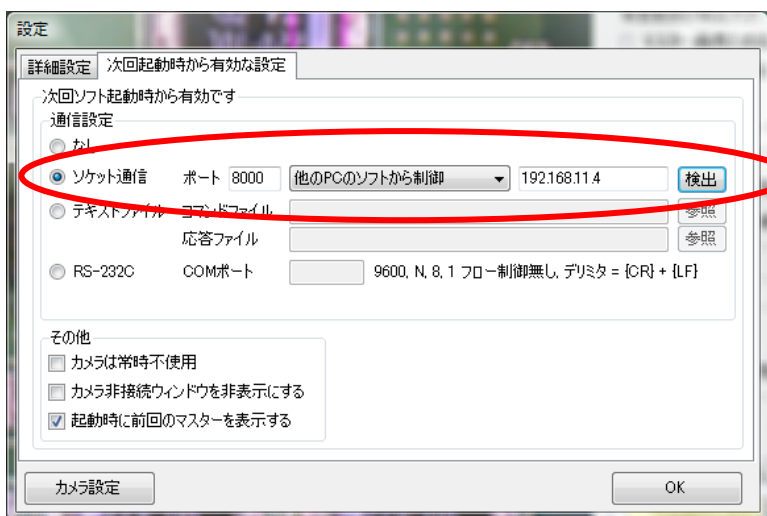 設定
詳細設定 次回起動時から有効な設定
次回ソフト起動時から有効です
通信設定
なし
ソケット通信 ポート 8000 他のPCのソフトから制御 192.168.11.4 検出
テキストファイル コマンドファイル 参照
応答ファイル 参照
RS-232C COMポート 9600, N, 8, 1 フロー制御無し, デリミタ = {CR} + {LF}
その他
カメラは常時不使用
カメラ非接続ウィンドウを非表示にする
起動時に前回のマスターを表示する
カメラ設定 OK